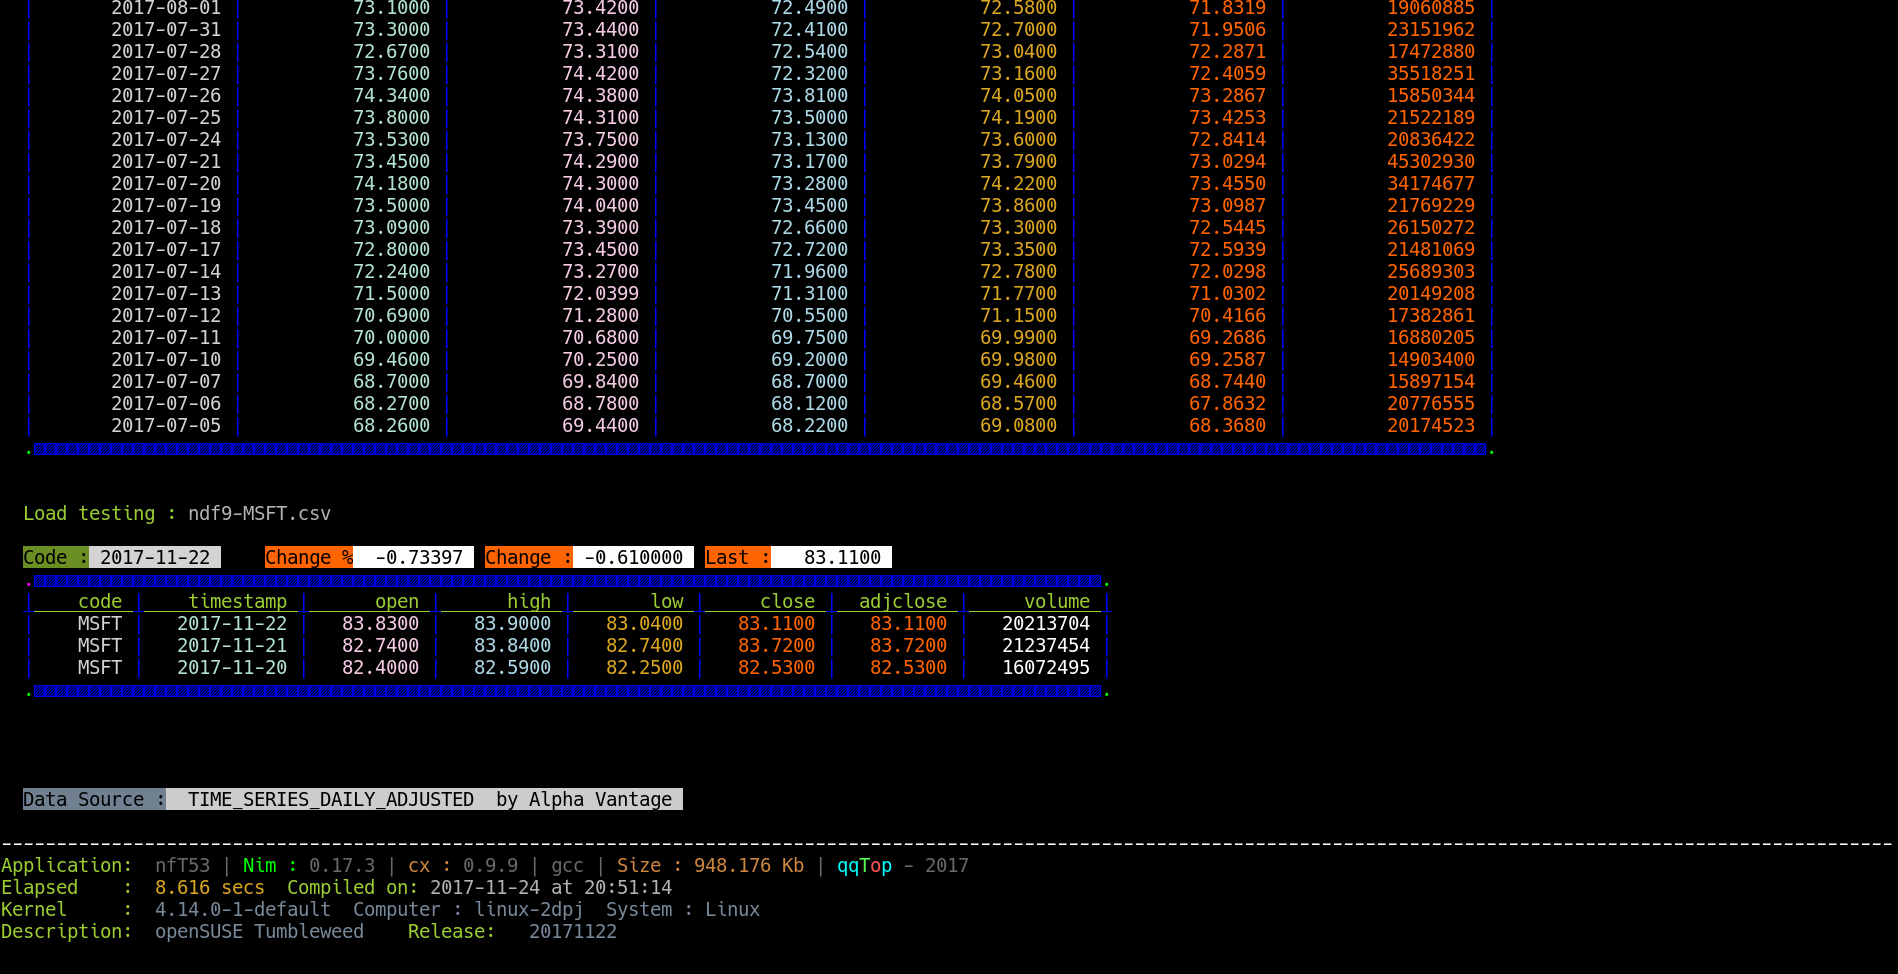 | 2017-08-01 | 73.1000 | 73.4200 | 72.4900 | 72.5800 | 71.8319 | 19060885 |
| 2017-07-31 | 73.3000 | 73.4400 | 72.4100 | 72.7000 | 71.9506 | 23151962 |
| 2017-07-28 | 72.6700 | 73.3100 | 72.5400 | 73.0400 | 72.2871 | 17472880 |
| 2017-07-27 | 73.7600 | 74.4200 | 72.3200 | 73.1600 | 72.4059 | 35518251 |
| 2017-07-26 | 74.3400 | 74.3800 | 73.8100 | 74.0500 | 73.2867 | 15850344 |
| 2017-07-25 | 73.8000 | 74.3100 | 73.5000 | 74.1900 | 73.4253 | 21522189 |
| 2017-07-24 | 73.5300 | 73.7500 | 73.1300 | 73.6000 | 72.8414 | 20836422 |
| 2017-07-21 | 73.4500 | 74.2900 | 73.1700 | 73.7900 | 73.0294 | 45302930 |
| 2017-07-20 | 74.1800 | 74.3000 | 73.2800 | 74.2200 | 73.4550 | 34174677 |
| 2017-07-19 | 73.5000 | 74.0400 | 73.4500 | 73.8600 | 73.0987 | 21769229 |
| 2017-07-18 | 73.0900 | 73.3900 | 72.6600 | 73.3000 | 72.5445 | 26150272 |
| 2017-07-17 | 72.8000 | 73.4500 | 72.7200 | 73.3500 | 72.5939 | 21481069 |
| 2017-07-14 | 72.2400 | 73.2700 | 71.9600 | 72.7800 | 72.0298 | 25689303 |
| 2017-07-13 | 71.5000 | 72.0399 | 71.3100 | 71.7700 | 71.0302 | 20149208 |
| 2017-07-12 | 70.6900 | 71.2800 | 70.5500 | 71.1500 | 70.4166 | 17382861 |
| 2017-07-11 | 70.0000 | 70.6800 | 69.7500 | 69.9900 | 69.2686 | 16880205 |
| 2017-07-10 | 69.4600 | 70.2500 | 69.2000 | 69.9800 | 69.2587 | 14903400 |
| 2017-07-07 | 68.7000 | 69.8400 | 68.7000 | 69.4600 | 68.7440 | 15897154 |
| 2017-07-06 | 68.2700 | 68.7800 | 68.1200 | 68.5700 | 67.8632 | 20776555 |
| 2017-07-05 | 68.2600 | 69.4400 | 68.2200 | 69.0800 | 68.3680 | 20174523 |
Load testing : ndf9-MSFT.csv
Code : 2017-11-22 Change % -0.73397 Change : -0.610000 Last : 83.1100
| code | timestamp | open | high | low | close | adjclose | volume |
| MSFT | 2017-11-22 | 83.8300 | 83.9000 | 83.0400 | 83.1100 | 83.1100 | 20213704 |
| MSFT | 2017-11-21 | 82.7400 | 83.8400 | 82.7400 | 83.7200 | 83.7200 | 21237454 |
| MSFT | 2017-11-20 | 82.4000 | 82.5900 | 82.2500 | 82.5300 | 82.5300 | 16072495 |
Data Source : TIME_SERIES_DAILY_ADJUSTED by Alpha Vantage
Application: nfT53 | Nim : 0.17.3 | cx : 0.9.9 | gcc | Size : 948.176 Kb | qqTop - 2017
Elapsed : 8.616 secs Compiled on: 2017-11-24 at 20:51:14
Kernel : 4.14.0-1-default Computer : linux-2dpj System : Linux
Description: openSUSE Tumbleweed Release: 20171122